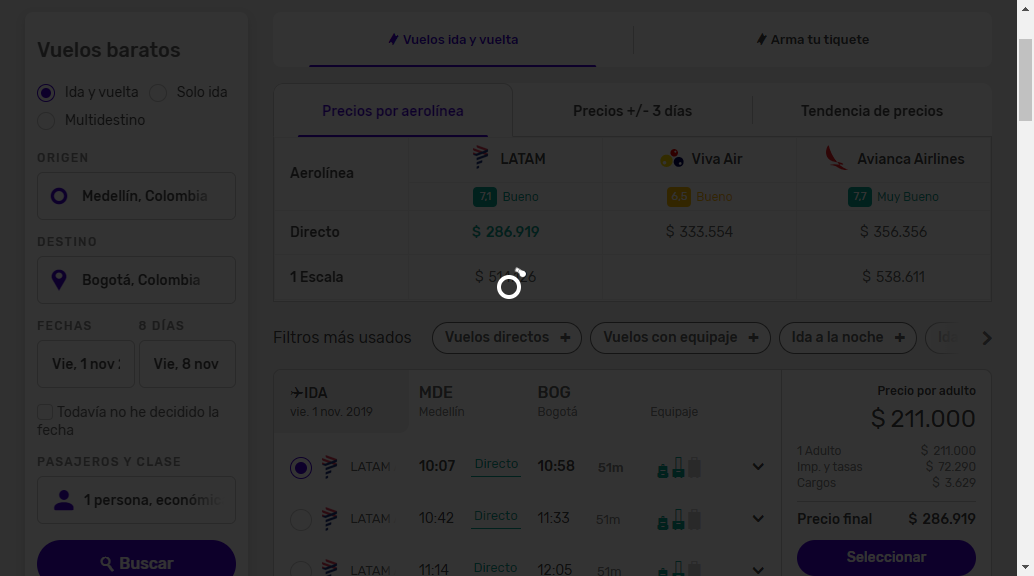 Vuelos baratos
Ida y vuelta
Solo ida
Multidestino
ORIGEN
Medellín, Colombia
DESTINO
Bogotá, Colombia
FECHAS
8 DÍAS
Vie, 1 nov
Vie, 8 nov
Todavía no he decidido la
fecha
PASAJEROS Y CLASE
1 persona, económic
Buscar
Vuelos ida y vuelta
Arma tu tiquete
Precios por aerolínea
Precios +/- 3 días
Tendencia de precios
Aerolínea
LATAM
Viva Air
Avianca Airlines
7,1 Bueno
6,5 Bueno
7,7 Muy Bueno
Directo
$ 286.919
$ 333.554
$ 356.356
1 Escala
$ 538.611
Filtros más usados
Vuelos directos +
Vuelos con equipaje +
Ida a la noche +
IDA
vie. 1 nov. 2019
MDE
Medellín
BOG
Bogotá
Equipaje
LATAM
10:07
Directo
10:58
51m
LATAM
10:42
Directo
11:33
51m
LATAM
11:14
Directo
12:05
51m
Precio por adulto
$ 211.000
1 Adulto
$ 211.000
Imp. y tasas
$ 72.290
Cargos
$ 3.629
Precio final
$ 286.919
Seleccionar